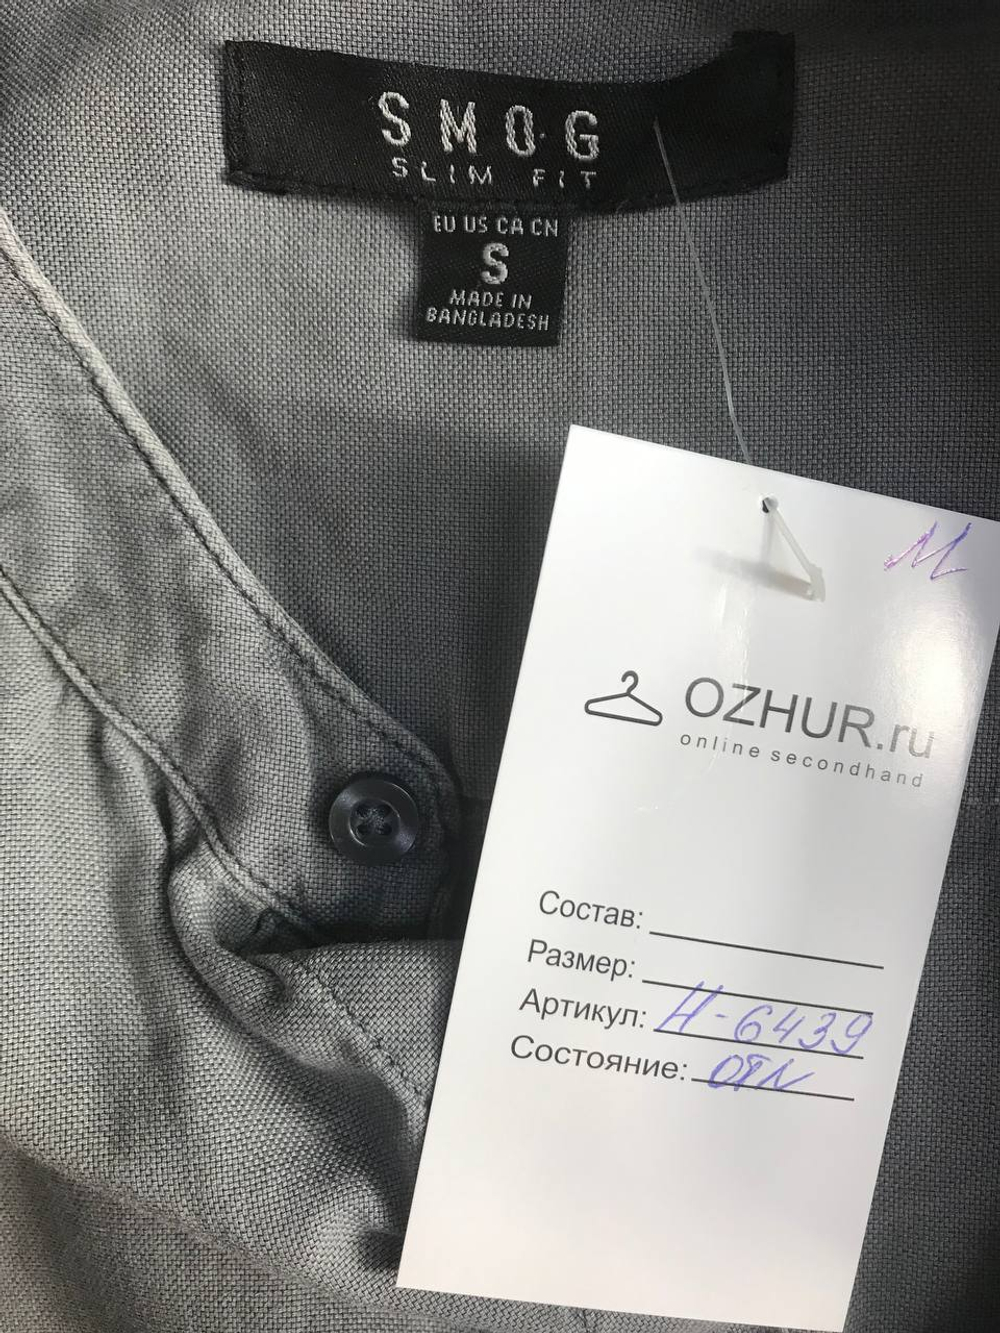 SMOG
SLIM FIT
EU US CA CN
S
MADE IN
BANGLADESH
М
OZHUR.ru
online secondhand
Состав:
Размер:
Артикул: Н-6439
Состояние: отл